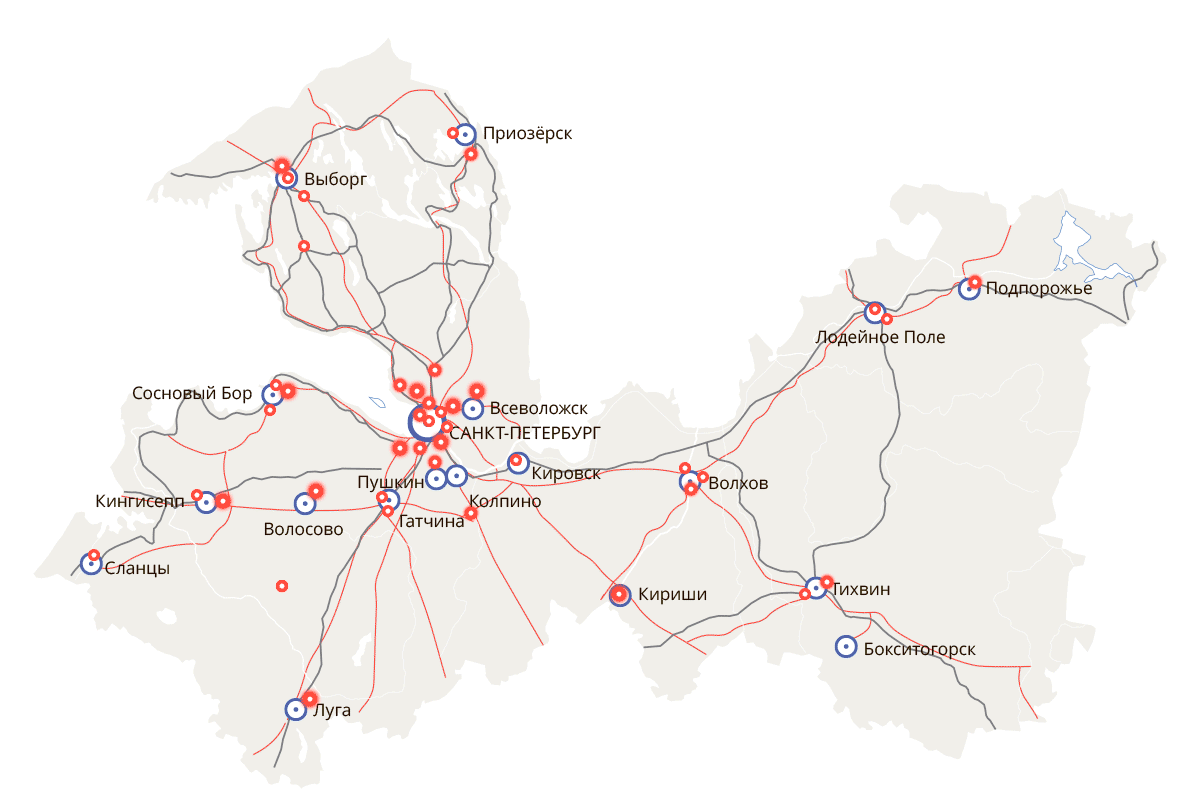 Приозёрск
Выборг
Подпорожье
Лодейное Поле
Сосновый Бор
Всеволожск
САНКТ-ПЕТЕРБУРГ
Кировск
Пушкин
Волхов
Кингисепп
Колпино
Гатчина
Волосово
Сланцы
Тихвин
Кириши
Бокситогорск
Луга